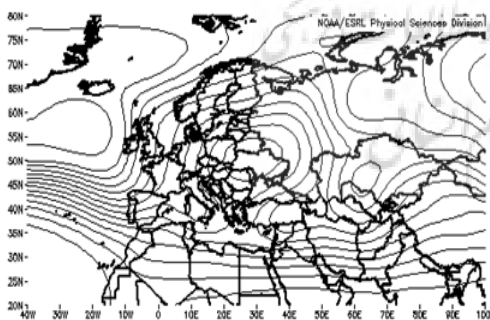 80N
NOAA/ESRL Physical Sciences Division
75N
70N
65N
60N
55N
50N
45N
40N
35N
30N
25N
20N
40W 30W 20W 10W 0 10E 20E 30E 40E 50E 60E 70E 80E 90E 100